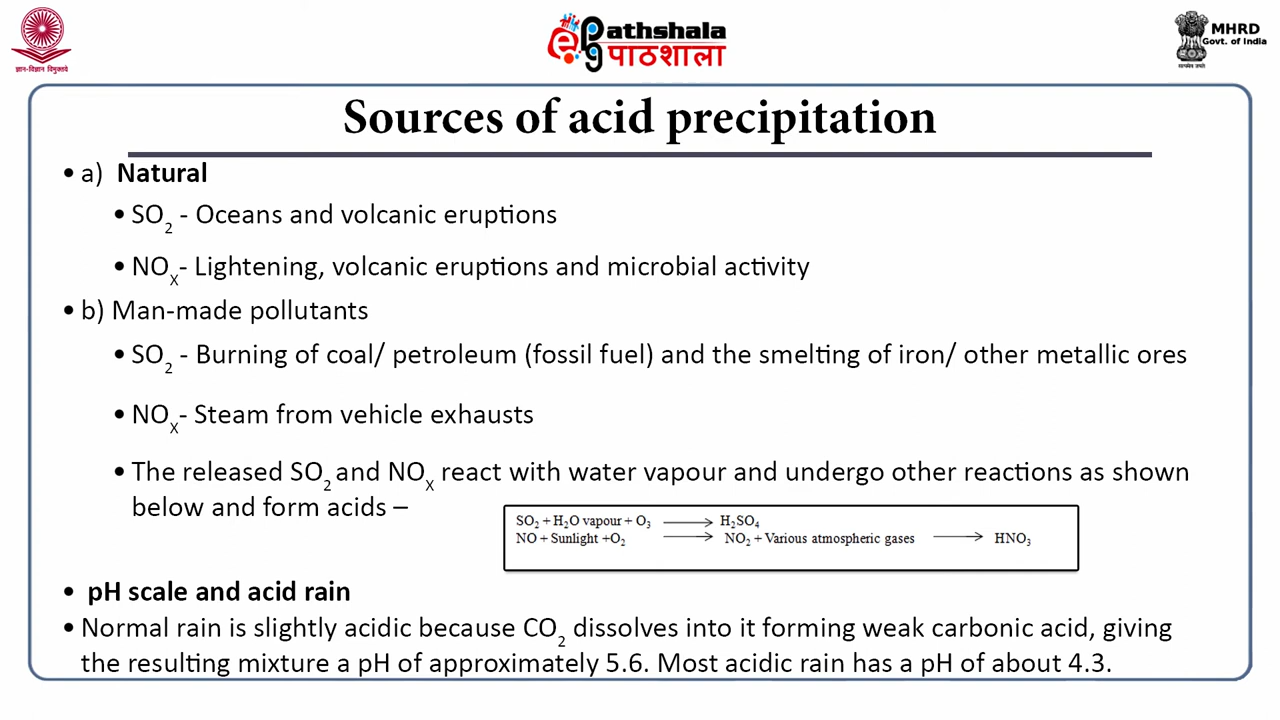 ज्ञान-विज्ञान विमुक्तये
ePG
athshala
पाठशाला
सत्यमेव जयते
MHRD
Govt. of India
Sources of acid precipitation
• a) Natural
• SO₂ - Oceans and volcanic eruptions
• NOₓ- Lightening, volcanic eruptions and microbial activity
• b) Man-made pollutants
• SO₂ - Burning of coal/ petroleum (fossil fuel) and the smelting of iron/ other metallic ores
• NOₓ- Steam from vehicle exhausts
• The released SO₂ and NOₓ react with water vapour and undergo other reactions as shown
below and form acids –
SO₂ + H₂O vapour + O₃ ⟶ H₂SO₄
NO + Sunlight +O₂ ⟶ NO₂ + Various atmospheric gases ⟶ HNO₃
• pH scale and acid rain
• Normal rain is slightly acidic because CO₂ dissolves into it forming weak carbonic acid, giving
the resulting mixture a pH of approximately 5.6. Most acidic rain has a pH of about 4.3.